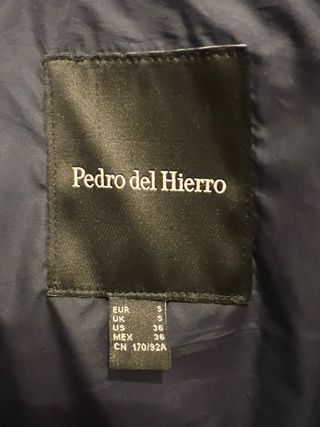 Pedro del Hierro
EUR S
UK S
US 36
MEX 36
CN 170/92A